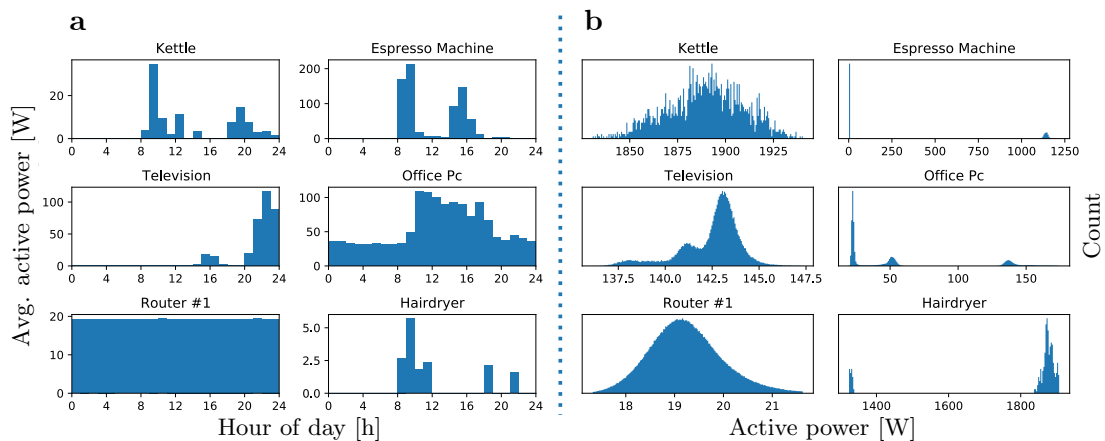 a
b
Kettle
Espresso Machine
Kettle
Espresso Machine
20
0
0 4 8 12 16 20 24
200
100
0
0 4 8 12 16 20 24
1850 1875 1900 1925
0 250 500 750 1000 1250
Television
Office Pc
Television
Office Pc
100
50
0
0 4 8 12 16 20 24
100
50
0
0 4 8 12 16 20 24
137.5 140.0 142.5 145.0 147.5
50 100 150
Router #1
Hairdryer
Router #1
Hairdryer
20
10
0
0 4 8 12 16 20 24
5.0
2.5
0.0
0 4 8 12 16 20 24
18 19 20 21
1400 1600 1800
Avg. active power [W]
Hour of day [h]
Active power [W]
Count